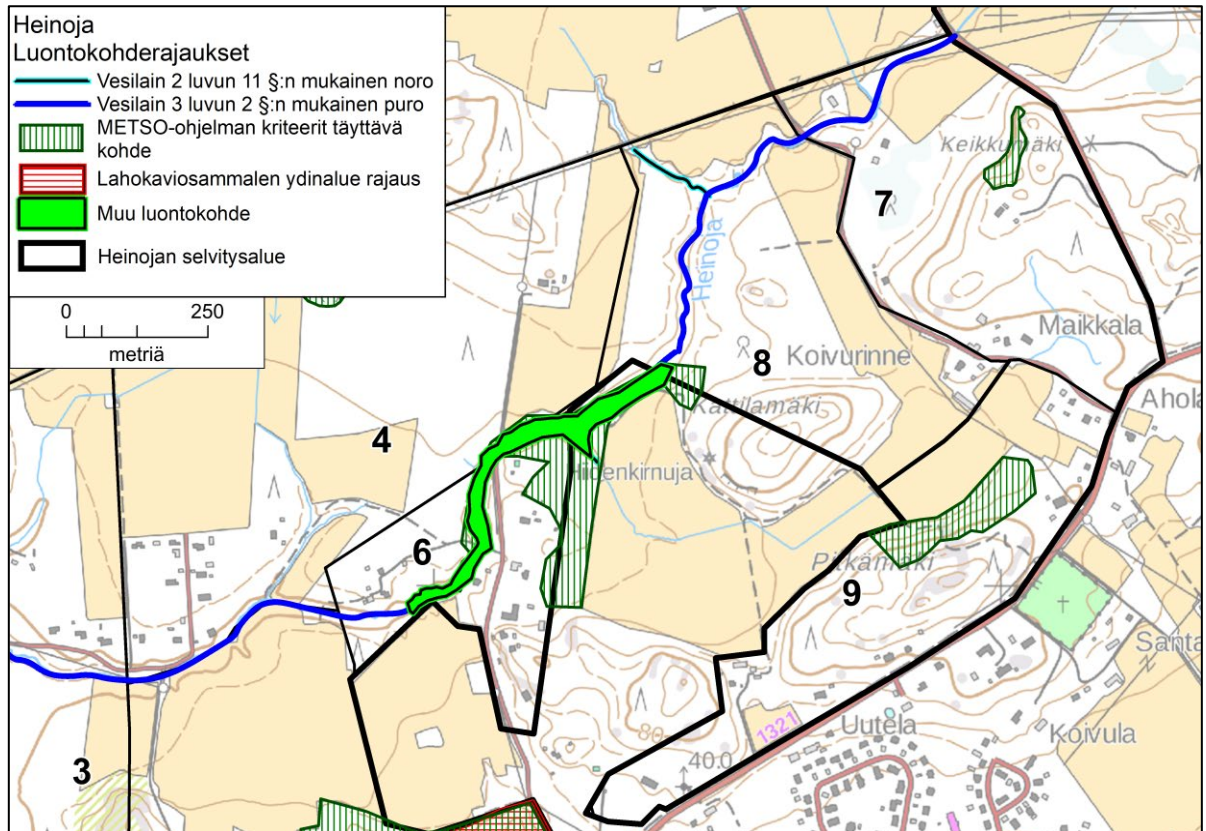 Heinoja
Luontokohderajaukset
Vesilain 2 luvun 11 §:n mukainen noro
Vesilain 3 luvun 2 §:n mukainen puro
METSO-ohjelman kriteerit täyttävä
kohde
Lahokaviosammalen ydinalue rajaus
Muu luontokohde
Heinojan selvitysalue
0 250
metriä
Keikkumäki
7
Heinoja
Maikkala
8 Koivurinne
Ahola
Kattilamäki
4
Hiidenkirnuja
6
Pitkämäki
9
Santa
Uutela
1321
Koivula
80
40.0
3